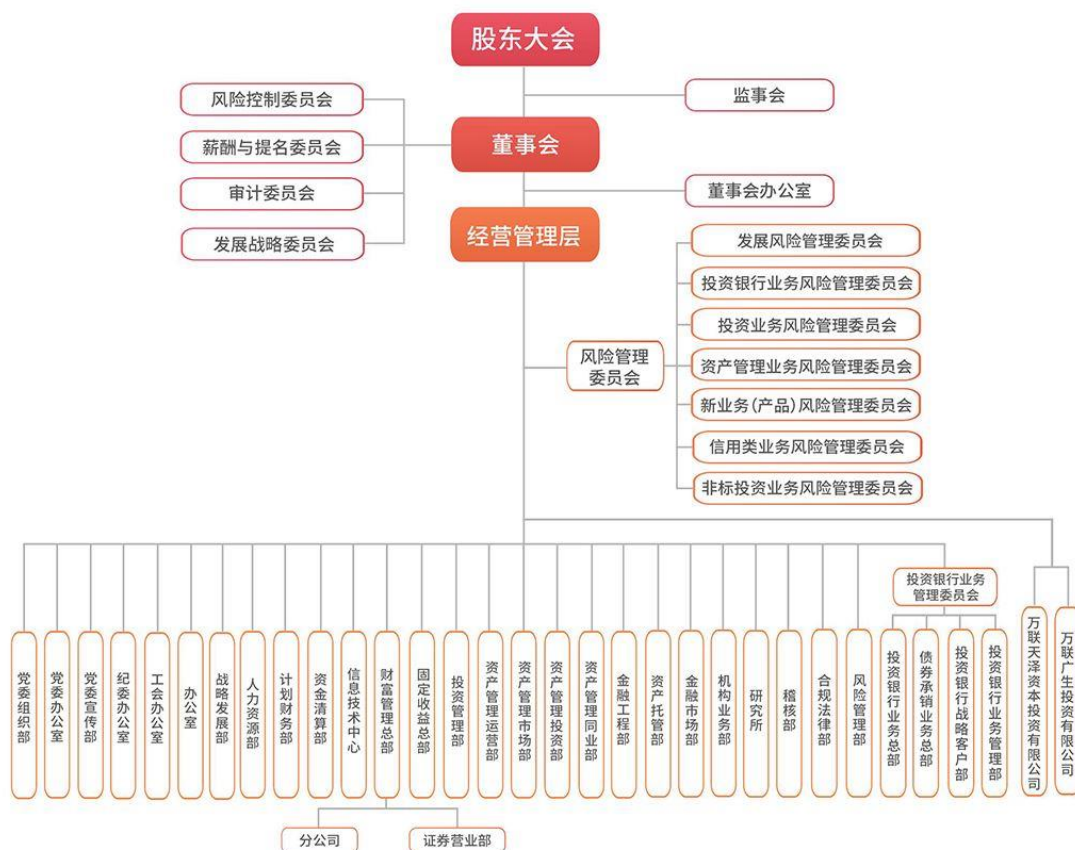 股东大会
监事会
风险控制委员会
薪酬与提名委员会
审计委员会
发展战略委员会
董事会
董事会办公室
经营管理层
风险管理
委员会
发展风险管理委员会
投资银行业务风险管理委员会
投资业务风险管理委员会
资产管理业务风险管理委员会
新业务(产品)风险管理委员会
信用类业务风险管理委员会
非标投资业务风险管理委员会
党委组织部
党委办公室
党委宣传部
纪委办公室
工会办公室
办公室
战略发展部
人力资源部
计划财务部
资金清算部
信息技术中心
财富管理总部
固定收益总部
投资管理部
资产管理运营部
资产管理市场部
资产管理投资部
资产管理同业部
金融工程部
资产托管部
金融市场部
机构业务部
研究所
稽核部
合规法律部
风险管理部
投资银行业务
管理委员会
投资银行业务总部
债券承销业务总部
投资银行战略客户部
投资银行业务管理部
万联天泽资本投资有限公司
万联广生投资有限公司
分公司
证券营业部